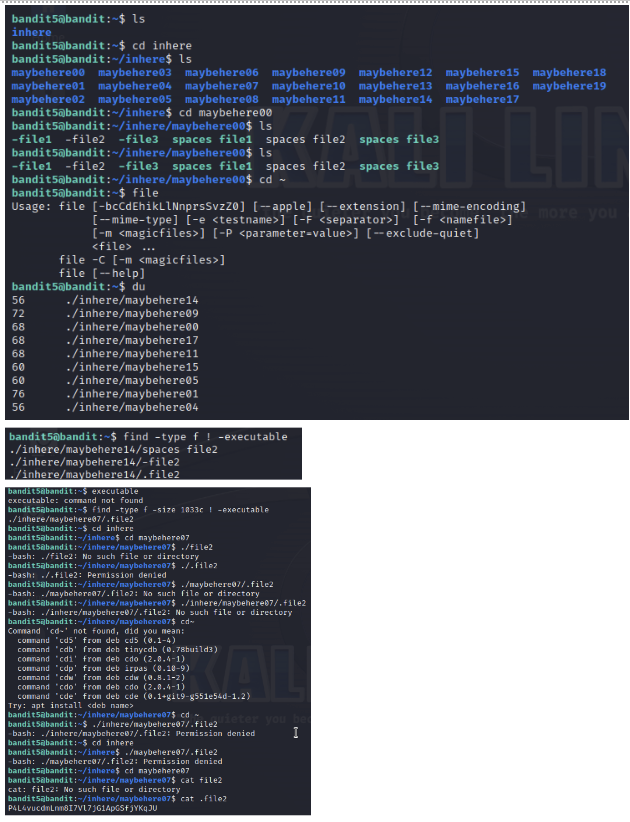 bandit5@bandit:~$ ls
inhere
bandit5@bandit:~$ cd inhere
bandit5@bandit:~/inhere$ ls
maybehere00 maybehere03 maybehere06 maybehere09 maybehere12 maybehere15 maybehere18
maybehere01 maybehere04 maybehere07 maybehere10 maybehere13 maybehere16 maybehere19
maybehere02 maybehere05 maybehere08 maybehere11 maybehere14 maybehere17
bandit5@bandit:~/inhere$ cd maybehere00
bandit5@bandit:~/inhere/maybehere00$ ls
-file1 -file2 -file3 spaces file1 spaces file2 spaces file3
bandit5@bandit:~/inhere/maybehere00$ ls
-file1 -file2 -file3 spaces file1 spaces file2 spaces file3
bandit5@bandit:~/inhere/maybehere00$ cd ~
bandit5@bandit:~$ file
Usage: file [-bcCdEhikLlNnprsSvzZ0] [--apple] [--extension] [--mime-encoding]
[--mime-type] [-e <testname>] [-F <separator>] [-f <namefile>]
[-m <magicfiles>] [-P <parameter=value>] [--exclude-quiet]
<file> ...
file -C [-m <magicfiles>]
file [--help]
bandit5@bandit:~$ du
56 ./inhere/maybehere14
72 ./inhere/maybehere09
68 ./inhere/maybehere00
68 ./inhere/maybehere17
68 ./inhere/maybehere11
60 ./inhere/maybehere15
60 ./inhere/maybehere05
76 ./inhere/maybehere01
56 ./inhere/maybehere04
bandit5@bandit:~$ find -type f ! -executable
./inhere/maybehere14/spaces file2
./inhere/maybehere14/-file2
./inhere/maybehere14/.file2
bandit5@bandit:~$ executable
executable: command not found
bandit5@bandit:~$ find -type f -size 1033c ! -executable
./inhere/maybehere07/.file2
bandit5@bandit:~$ cd inhere
bandit5@bandit:~/inhere$ cd maybehere07
bandit5@bandit:~/inhere/maybehere07$ ./file2
-bash: ./file2: No such file or directory
bandit5@bandit:~/inhere/maybehere07$ ./.file2
-bash: ./.file2: Permission denied
bandit5@bandit:~/inhere/maybehere07$ ./maybehere07/.file2
-bash: ./maybehere07/.file2: No such file or directory
bandit5@bandit:~/inhere/maybehere07$ ./inhere/maybehere07/.file2
-bash: ./inhere/maybehere07/.file2: No such file or directory
bandit5@bandit:~/inhere/maybehere07$ cd~
Command 'cd~' not found, did you mean:
command 'cd5' from deb cd5 (0.1-4)
command 'cdb' from deb tinycdb (0.78build3)
command 'cdi' from deb cdo (2.0.4-1)
command 'cdp' from deb irpas (0.10-9)
command 'cdw' from deb cdw (0.8.1-2)
command 'cdo' from deb cdo (2.0.4-1)
command 'cde' from deb cde (0.1+git9-g551e54d-1.2)
Try: apt install <deb name>
bandit5@bandit:~/inhere/maybehere07$ cd ~
bandit5@bandit:~$ ./inhere/maybehere07/.file2
-bash: ./inhere/maybehere07/.file2: Permission denied
bandit5@bandit:~$ cd inhere
bandit5@bandit:~/inhere$ ./maybehere07/.file2
-bash: ./maybehere07/.file2: Permission denied
bandit5@bandit:~/inhere$ cd maybehere07
bandit5@bandit:~/inhere/maybehere07$ cat file2
cat: file2: No such file or directory
bandit5@bandit:~/inhere/maybehere07$ cat .file2
P4L4vucdmLnm8I7Vl7jG1ApGSfjYKqJU